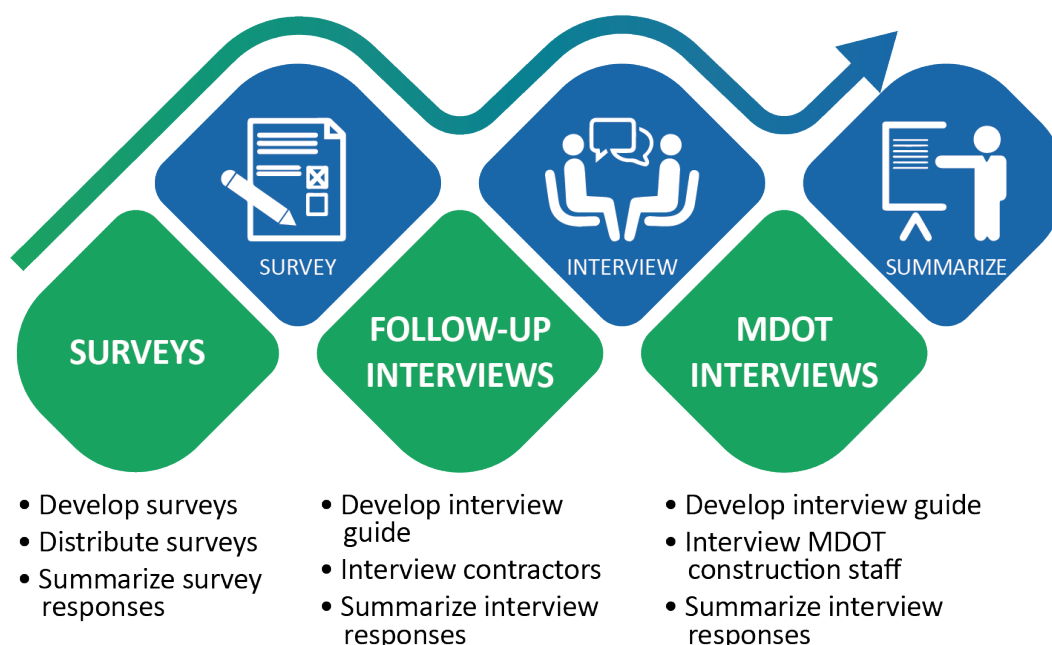 SURVEY
INTERVIEW
SUMMARIZE
SURVEYS
FOLLOW-UP
INTERVIEWS
MDOT
INTERVIEWS
• Develop surveys
• Distribute surveys
• Summarize survey
responses
• Develop interview
guide
• Interview contractors
• Summarize interview
responses
• Develop interview guide
• Interview MDOT
construction staff
• Summarize interview
responses